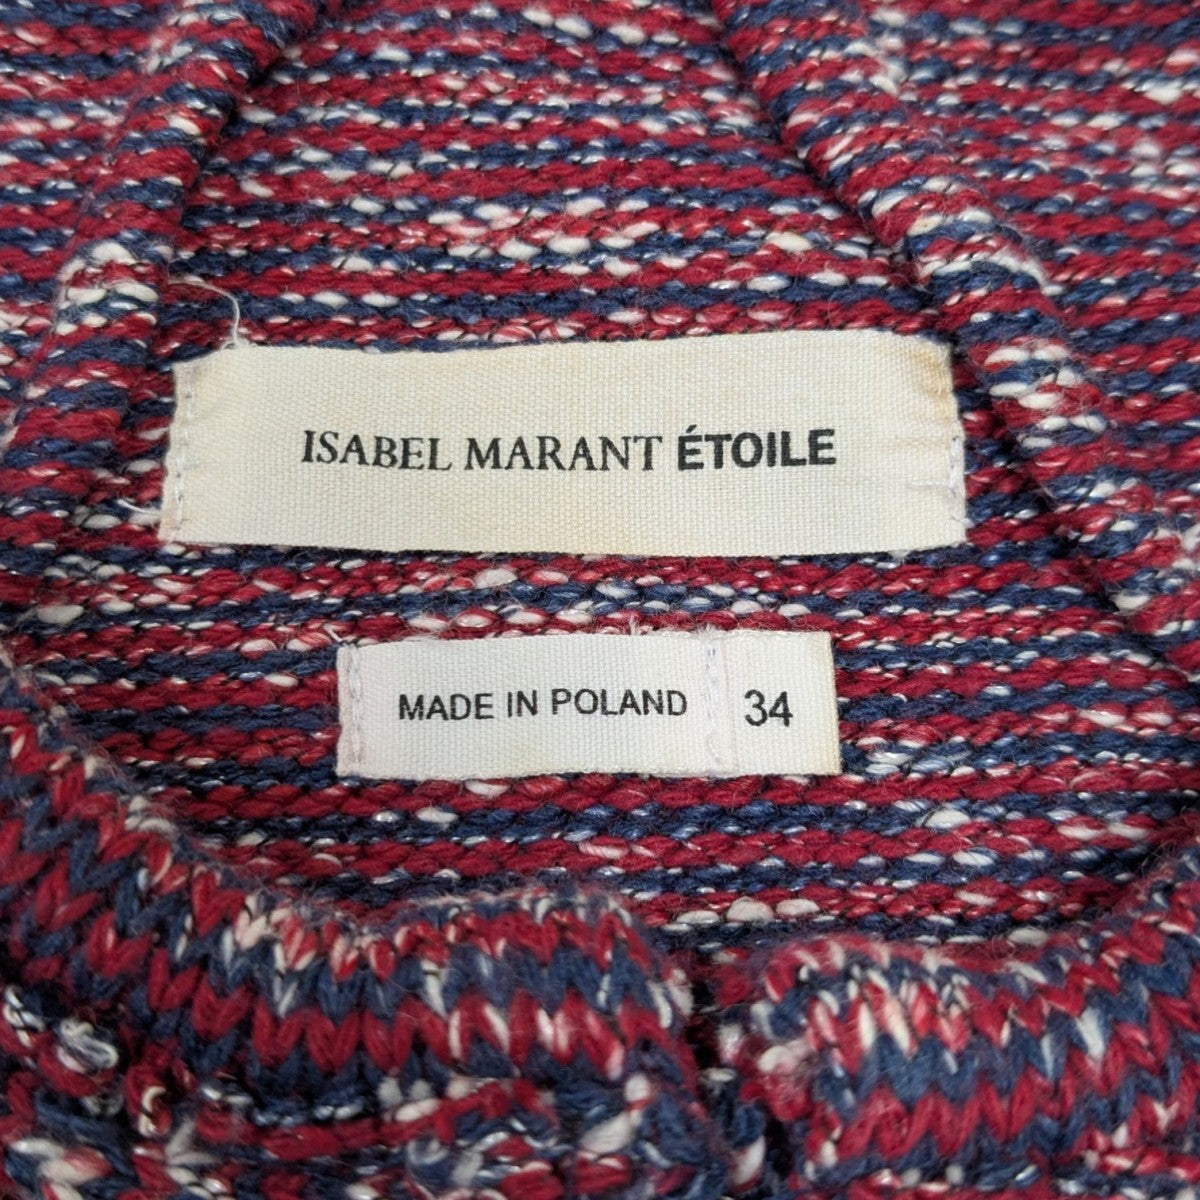 ISABEL MARANT ÉTOILE
MADE IN POLAND 34